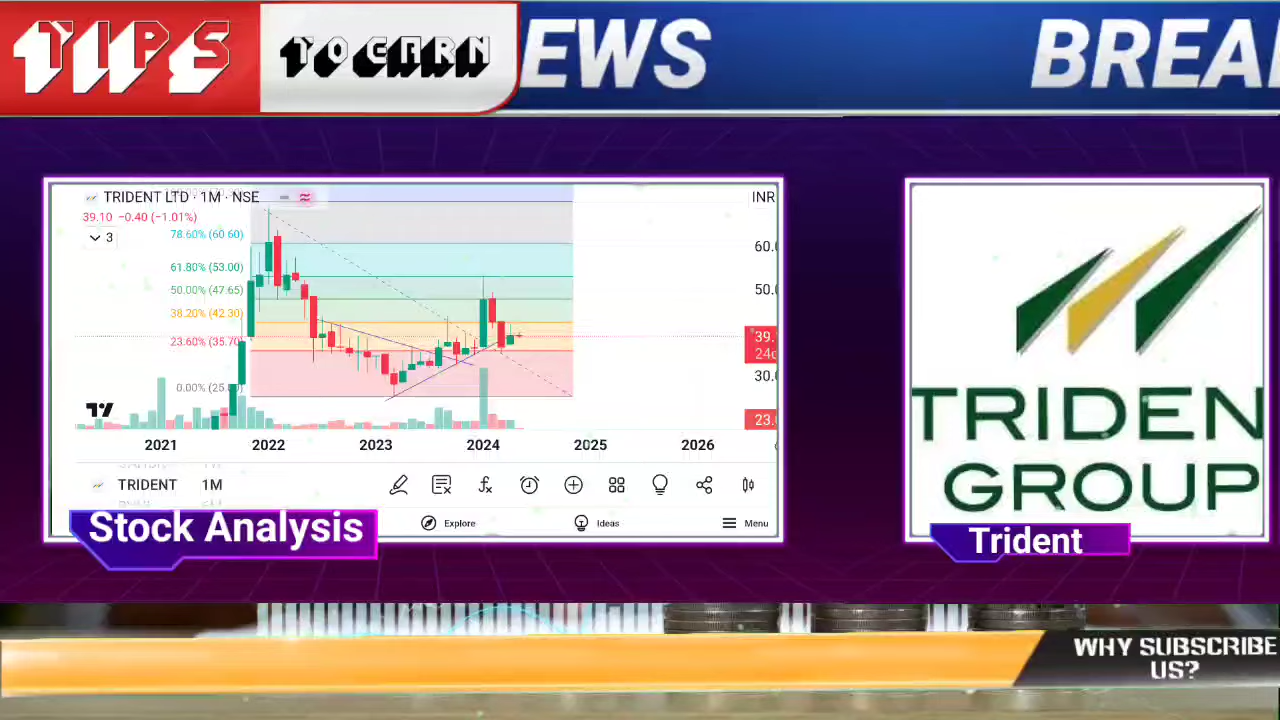 TIPS
TO EARN
EWS
BREA
TRIDENT LTD · 1M · NSE
INR
39.10 −0.40 (−1.01%)
3
78.60% (60.60)
60.
61.80% (53.00)
50.00% (47.65)
50.
38.20% (42.30)
23.60% (35.70)
39.
24d
30.
0.00% (25.
23.
2021
2022
2023
2024
2025
2026
TRIDENT 1M
Explore
Ideas
Menu
Stock Analysis
TRIDEN
GROUP
Trident
WHY SUBSCRIBE
US?